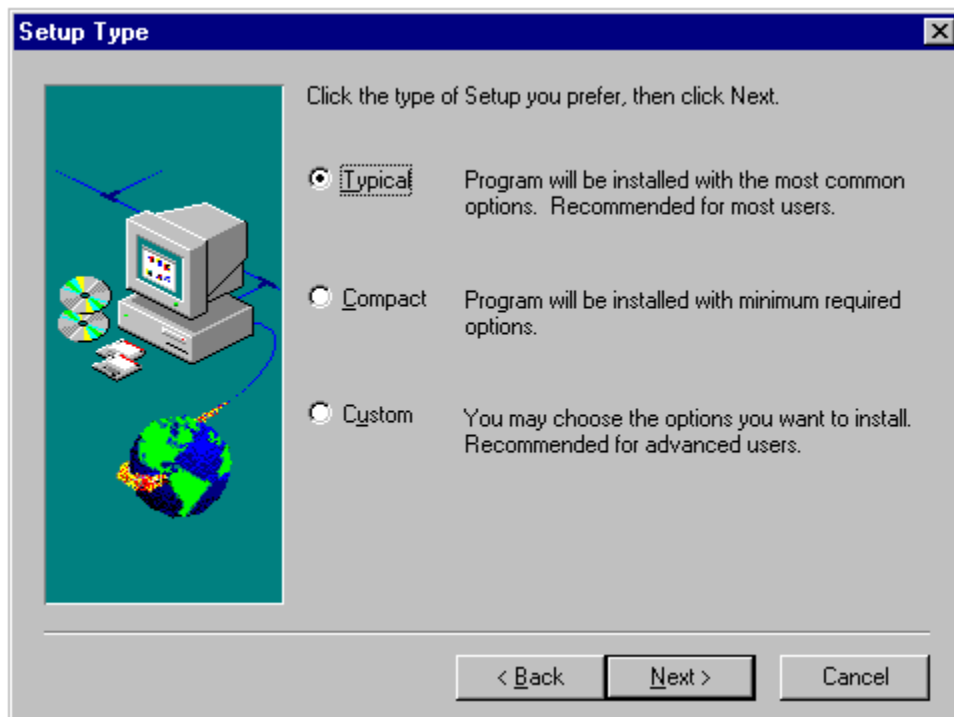 Setup Type
Click the type of Setup you prefer, then click Next.
Typical
Program will be installed with the most common
options.  Recommended for most users.
Compact
Program will be installed with minimum required
options.
Custom
You may choose the options you want to install.
Recommended for advanced users.
< Back
Next >
Cancel